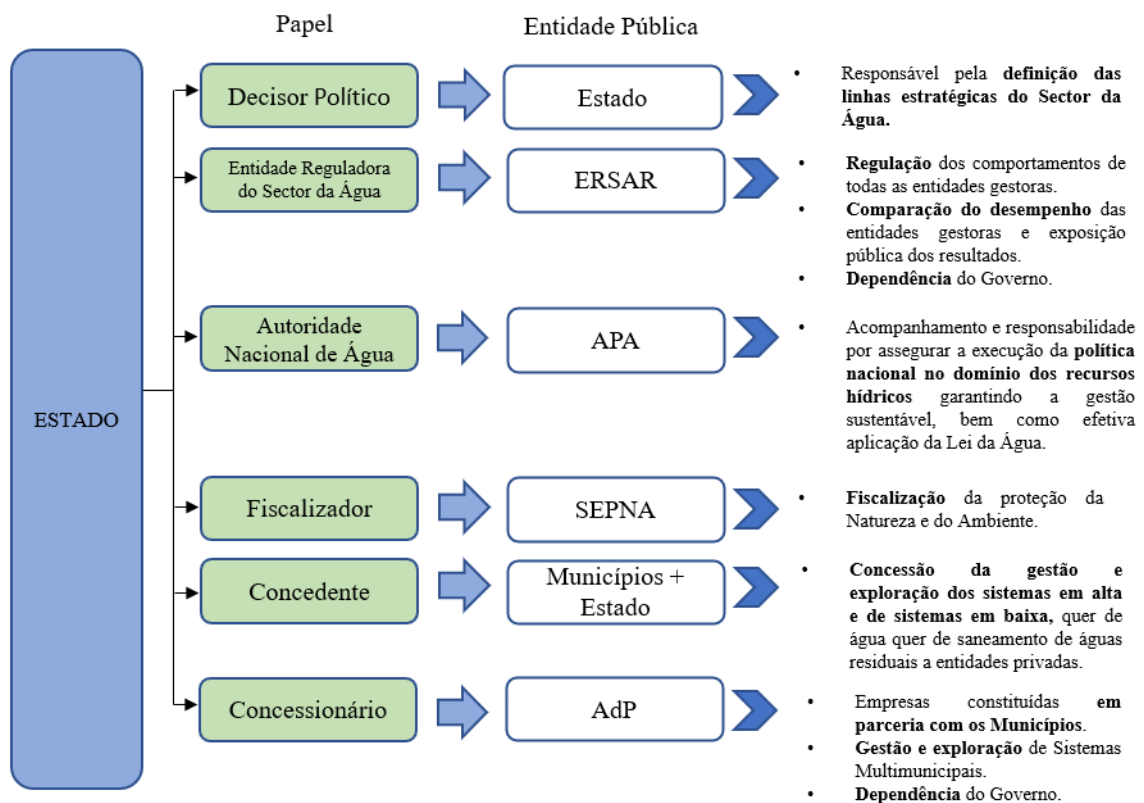 Papel
Entidade Pública
ESTADO
Decisor Político
Estado
• Responsável pela definição das
linhas estratégicas do Sector da
Água.
Entidade Reguladora
do Sector da Água
ERSAR
• Regulação dos comportamentos de
todas as entidades gestoras.
• Comparação do desempenho das
entidades gestoras e exposição
pública dos resultados.
• Dependência do Governo.
Autoridade
Nacional de Água
APA
• Acompanhamento e responsabilidade
por assegurar a execução da política
nacional no domínio dos recursos
hídricos garantindo a gestão
sustentável, bem como efetiva
aplicação da Lei da Água.
Fiscalizador
SEPNA
• Fiscalização da proteção da
Natureza e do Ambiente.
Concedente
Municípios +
Estado
• Concessão da gestão e
exploração dos sistemas em alta
e de sistemas em baixa, quer de
água quer de saneamento de águas
residuais a entidades privadas.
Concessionário
AdP
• Empresas constituídas em
parceria com os Municípios.
• Gestão e exploração de Sistemas
Multimunicipais.
• Dependência do Governo.